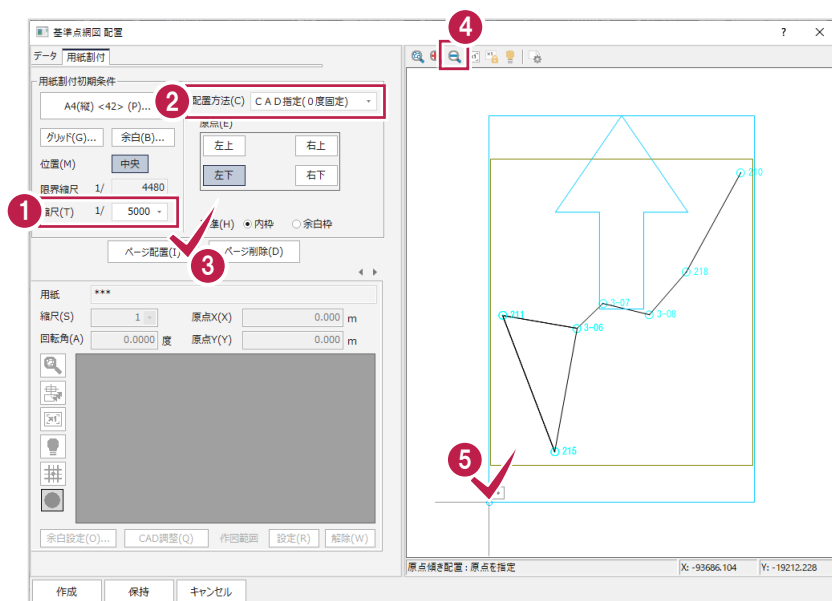 基準点網図 配置
? ×
データ 用紙割付
用紙割付初期条件
A4(縦) <42> (P)...
2
配置方法(C) CAD指定(0度固定)
原点(E)
グリッド(G)... 余白(B)...
左上 右上
位置(M) 中央
左下 右下
限界縮尺 1/ 4480
1
縮尺(T) 1/ 5000
準(H) 内枠 余白枠
ページ配置(I) ページ削除(D)
3
用紙 ***
縮尺(S) 1 原点X(X) 0.000 m
回転角(A) 0.0000 度 原点Y(Y) 0.000 m
余白設定(O)... CAD調整(Q) 作図範囲 設定(R) 解除(W)
作成 保持 キャンセル
4
218
3-07
3-08
211
3-06
215
5
原点傾き配置:原点を指定 X: -93686.104 Y: -19212.228